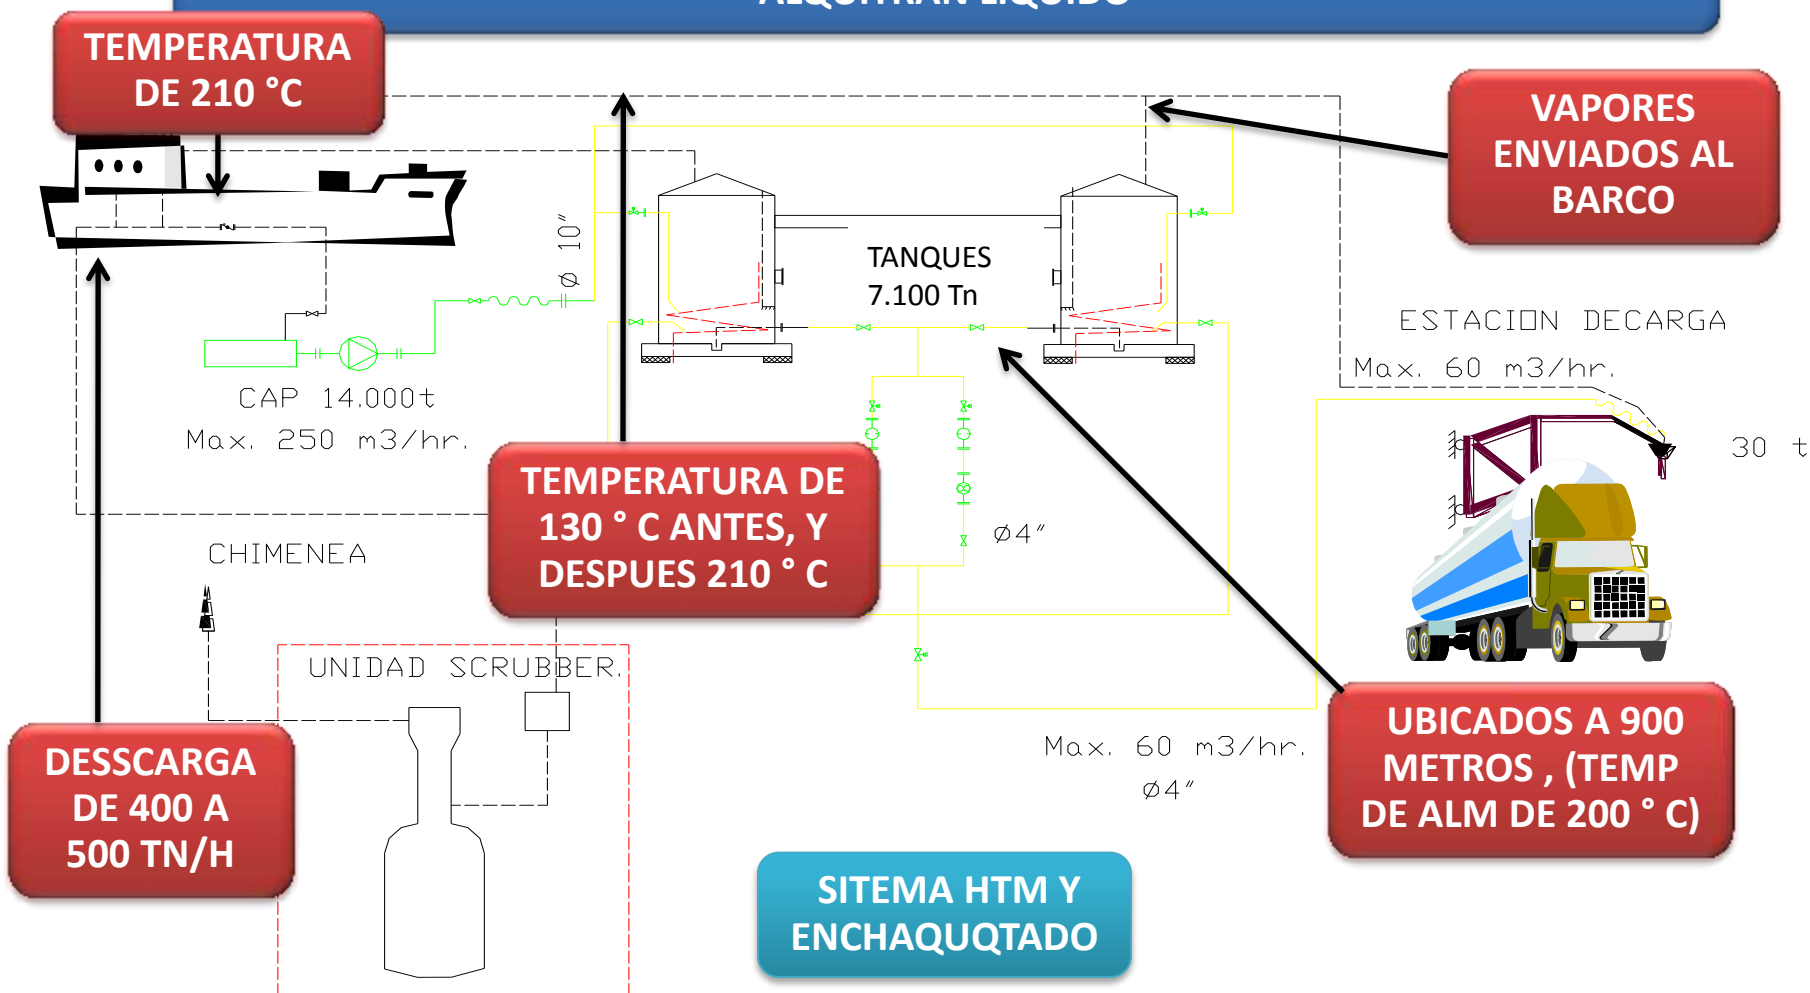 ALQUITRAN LIQUIDO
TEMPERATURA
DE 210 °C
VAPORES
ENVIADOS AL
BARCO
Ø 10"
TANQUES
7.100 Tn
ESTACION DECARGA
Max. 60 m3/hr.
30 t
CAP 14.000t
Max. 250 m3/hr.
TEMPERATURA DE
130 ° C ANTES, Y
DESPUES 210 ° C
Ø4"
CHIMENEA
UNIDAD SCRUBBER.
DESSCARGA
DE 400 A
500 TN/H
Max. 60 m3/hr.
Ø4"
UBICADOS A 900
METROS , (TEMP
DE ALM DE 200 ° C)
SITEMA HTM Y
ENCHAQUQTADO